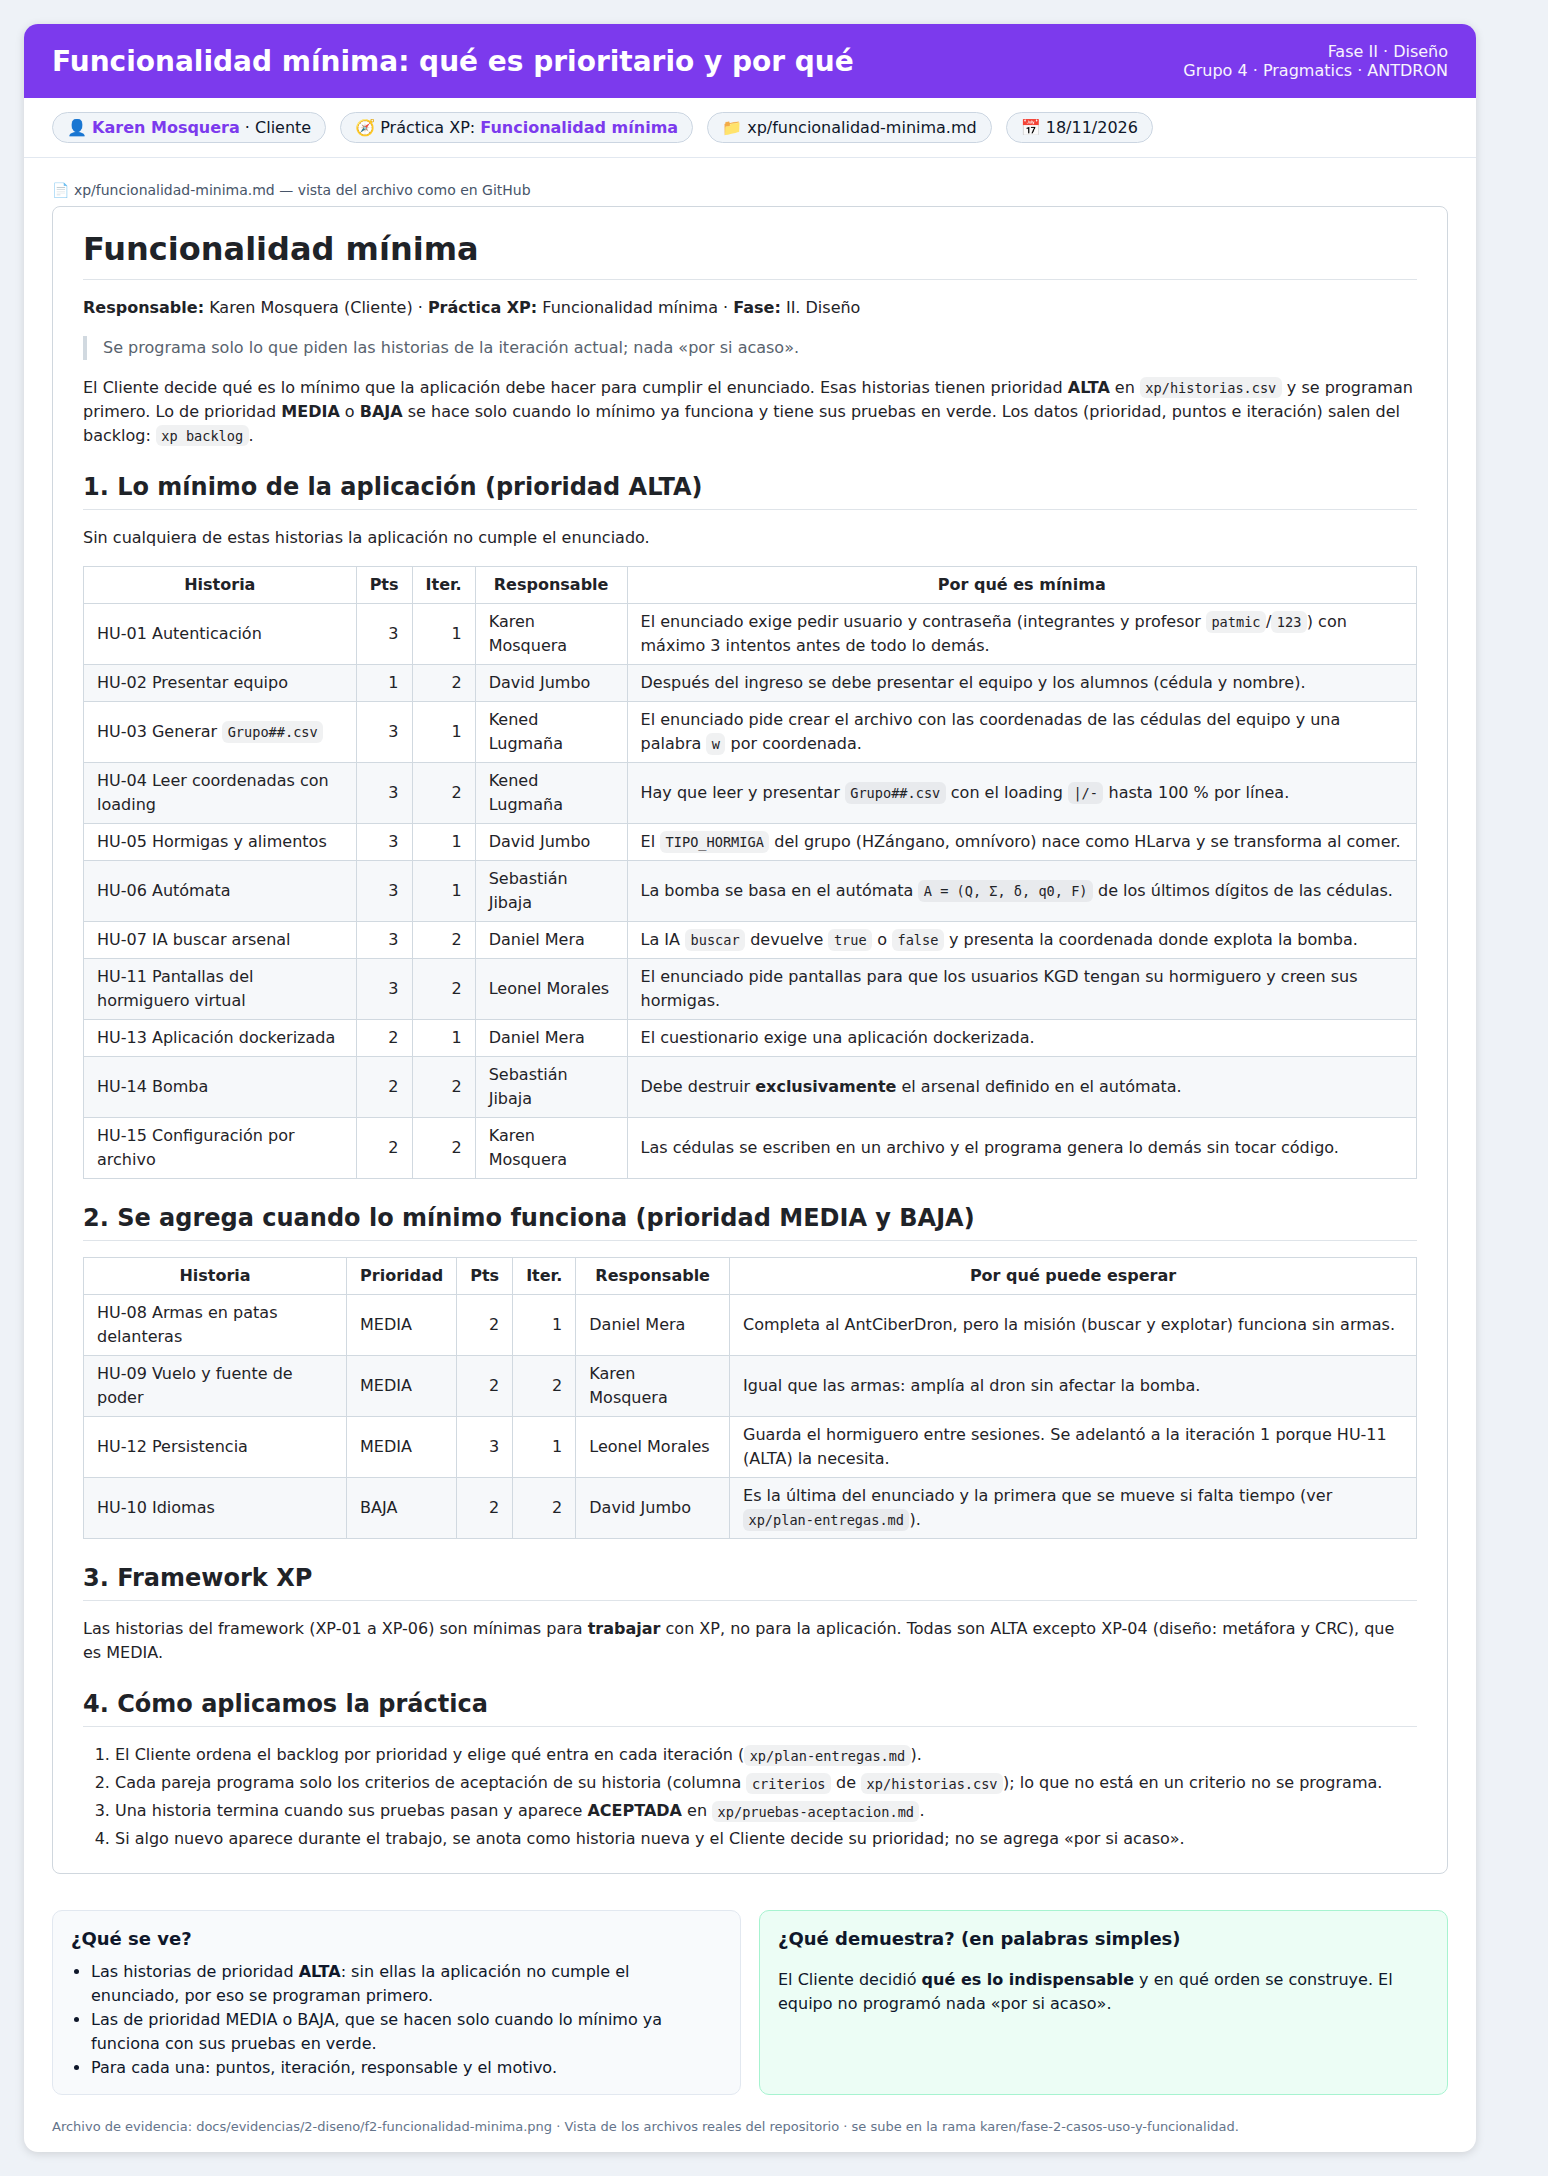 Funcionalidad mínima: qué es prioritario y por qué
Fase II · Diseño
Grupo 4 · Pragmatics · ANTDRON
👤 Karen Mosquera · Cliente
🧭 Práctica XP: Funcionalidad mínima
📁 xp/funcionalidad-minima.md
📅 18/11/2026
📄 xp/funcionalidad-minima.md — vista del archivo como en GitHub
Funcionalidad mínima
Responsable: Karen Mosquera (Cliente) · Práctica XP: Funcionalidad mínima · Fase: II. Diseño
Se programa solo lo que piden las historias de la iteración actual; nada «por si acaso».
El Cliente decide qué es lo mínimo que la aplicación debe hacer para cumplir el enunciado. Esas historias tienen prioridad ALTA en xp/historias.csv y se programan
primero. Lo de prioridad MEDIA o BAJA se hace solo cuando lo mínimo ya funciona y tiene sus pruebas en verde. Los datos (prioridad, puntos e iteración) salen del
backlog: xp backlog.
1. Lo mínimo de la aplicación (prioridad ALTA)
Sin cualquiera de estas historias la aplicación no cumple el enunciado.
Historia Pts Iter. Responsable Por qué es mínima
HU-01 Autenticación 3 1 Karen Mosquera El enunciado exige pedir usuario y contraseña (integrantes y profesor patmic/123) con máximo 3 intentos antes de todo lo demás.
HU-02 Presentar equipo 1 2 David Jumbo Después del ingreso se debe presentar el equipo y los alumnos (cédula y nombre).
HU-03 Generar Grupo##.csv 3 1 Kened Lugmaña El enunciado pide crear el archivo con las coordenadas de las cédulas del equipo y una palabra w por coordenada.
HU-04 Leer coordenadas con loading 3 2 Kened Lugmaña Hay que leer y presentar Grupo##.csv con el loading |/- hasta 100 % por línea.
HU-05 Hormigas y alimentos 3 1 David Jumbo El TIPO_HORMIGA del grupo (HZángano, omnívoro) nace como HLarva y se transforma al comer.
HU-06 Autómata 3 1 Sebastián Jibaja La bomba se basa en el autómata A = (Q, Σ, δ, q0, F) de los últimos dígitos de las cédulas.
HU-07 IA buscar arsenal 3 2 Daniel Mera La IA buscar devuelve true o false y presenta la coordenada donde explota la bomba.
HU-11 Pantallas del hormiguero virtual 3 2 Leonel Morales El enunciado pide pantallas para que los usuarios KGD tengan su hormiguero y creen sus hormigas.
HU-13 Aplicación dockerizada 2 1 Daniel Mera El cuestionario exige una aplicación dockerizada.
HU-14 Bomba 2 2 Sebastián Jibaja Debe destruir exclusivamente el arsenal definido en el autómata.
HU-15 Configuración por archivo 2 2 Karen Mosquera Las cédulas se escriben en un archivo y el programa genera lo demás sin tocar código.
2. Se agrega cuando lo mínimo funciona (prioridad MEDIA y BAJA)
Historia Prioridad Pts Iter. Responsable Por qué puede esperar
HU-08 Armas en patas delanteras MEDIA 2 1 Daniel Mera Completa al AntCiberDron, pero la misión (buscar y explotar) funciona sin armas.
HU-09 Vuelo y fuente de poder MEDIA 2 2 Karen Mosquera Igual que las armas: amplía al dron sin afectar la bomba.
HU-12 Persistencia MEDIA 3 1 Leonel Morales Guarda el hormiguero entre sesiones. Se adelantó a la iteración 1 porque HU-11 (ALTA) la necesita.
HU-10 Idiomas BAJA 2 2 David Jumbo Es la última del enunciado y la primera que se mueve si falta tiempo (ver xp/plan-entregas.md).
3. Framework XP
Las historias del framework (XP-01 a XP-06) son mínimas para trabajar con XP, no para la aplicación. Todas son ALTA excepto XP-04 (diseño: metáfora y CRC), que
es MEDIA.
4. Cómo aplicamos la práctica
1. El Cliente ordena el backlog por prioridad y elige qué entra en cada iteración (xp/plan-entregas.md).
2. Cada pareja programa solo los criterios de aceptación de su historia (columna criterios de xp/historias.csv); lo que no está en un criterio no se programa.
3. Una historia termina cuando sus pruebas pasan y aparece ACEPTADA en xp/pruebas-aceptacion.md.
4. Si algo nuevo aparece durante el trabajo, se anota como historia nueva y el Cliente decide su prioridad; no se agrega «por si acaso».
¿Qué se ve?
• Las historias de prioridad ALTA: sin ellas la aplicación no cumple el
enunciado, por eso se programan primero.
• Las de prioridad MEDIA o BAJA, que se hacen solo cuando lo mínimo ya
funciona con sus pruebas en verde.
• Para cada una: puntos, iteración, responsable y el motivo.
¿Qué demuestra? (en palabras simples)
El Cliente decidió qué es lo indispensable y en qué orden se construye. El
equipo no programó nada «por si acaso».
Archivo de evidencia: docs/evidencias/2-diseno/f2-funcionalidad-minima.png · Vista de los archivos reales del repositorio · se sube en la rama karen/fase-2-casos-uso-y-funcionalidad.